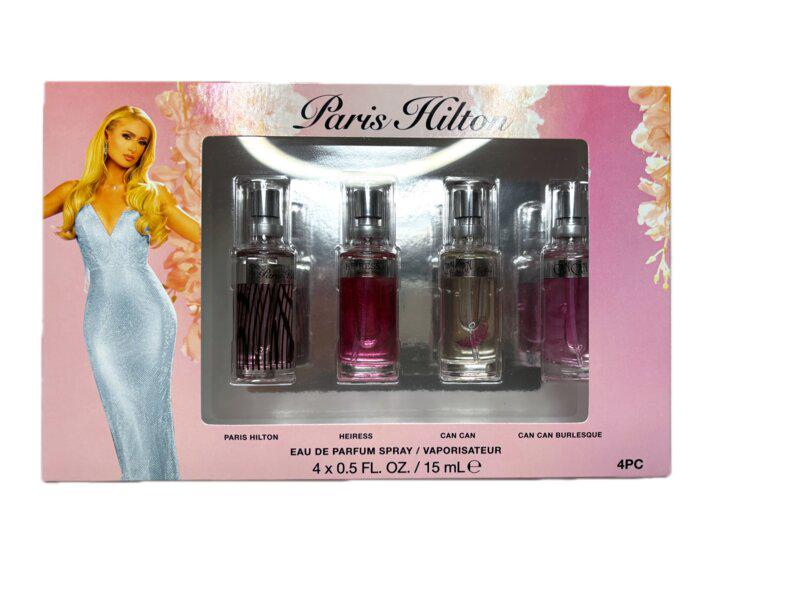 Paris Hilton
HEIRESS
PARIS HILTON HEIRESS CAN CAN CAN CAN BURLESQUE
EAU DE PARFUM SPRAY / VAPORISATEUR
4 x 0.5 FL. OZ. / 15 mL ℮
4PC